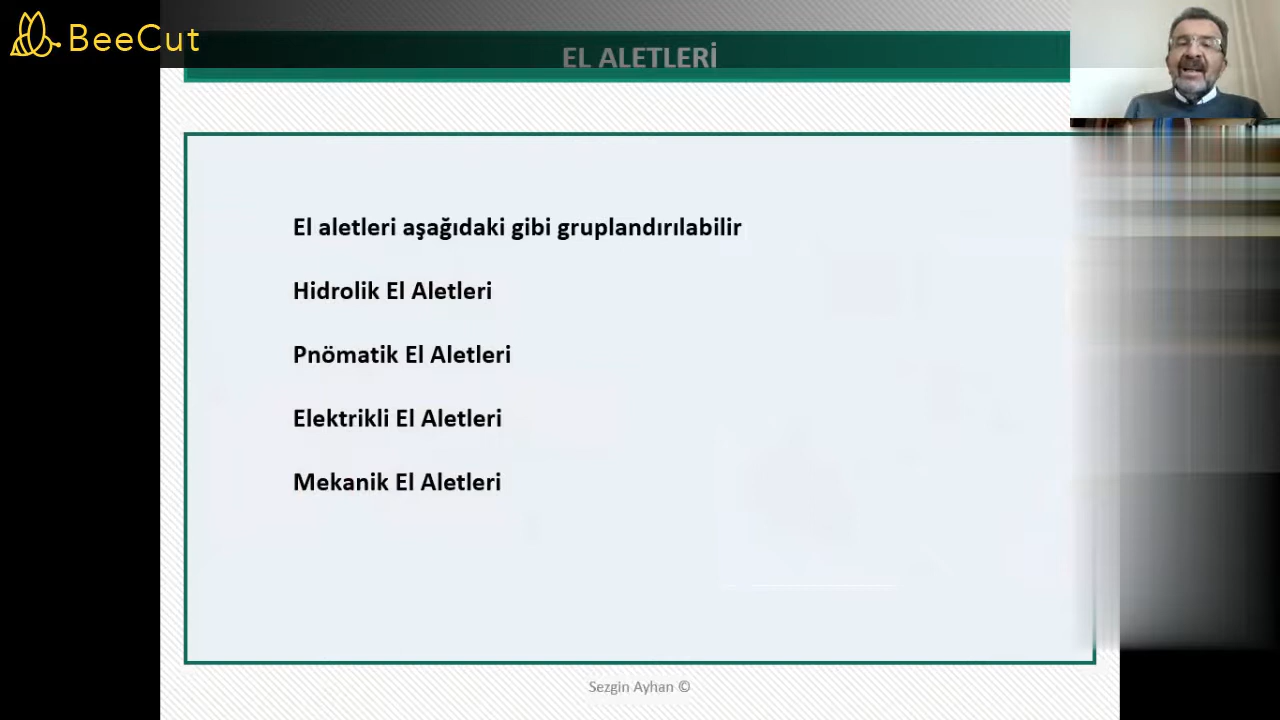 BeeCut
EL ALETLERİ
El aletleri aşağıdaki gibi gruplandırılabilir
Hidrolik El Aletleri
Pnömatik El Aletleri
Elektrikli El Aletleri
Mekanik El Aletleri
Sezgin Ayhan ©